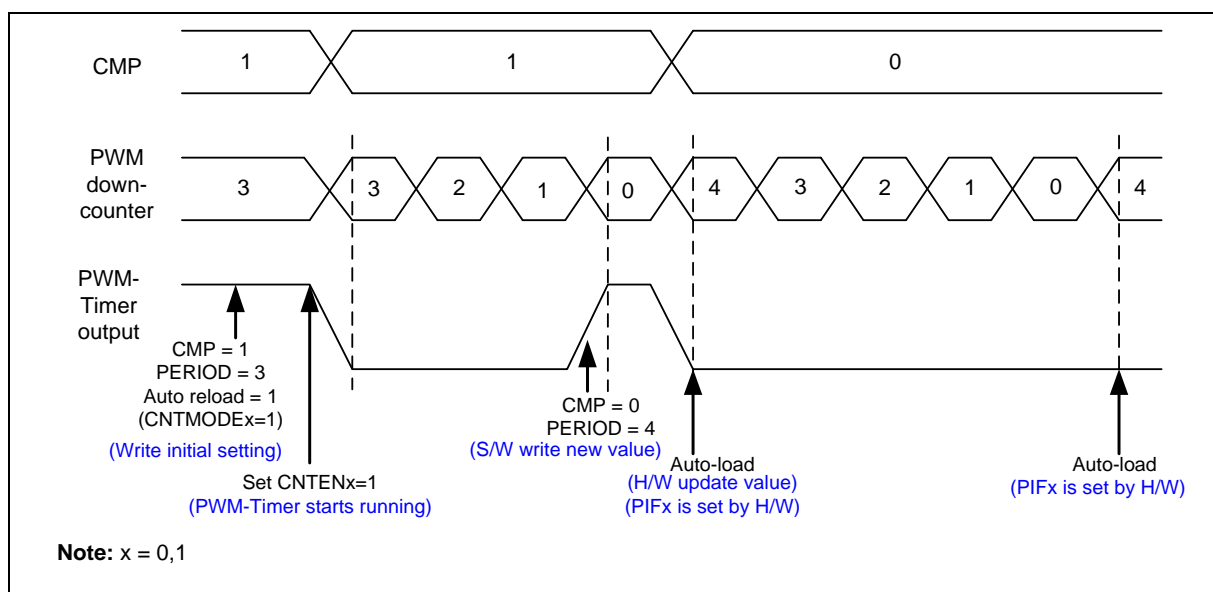 (Write initial setting)
CMP
1
1
0
PWM
down-
counter
3
3
2
1
0
4
3
2
1
0
4
PWM-
Timer
output
CMP = 1
PERIOD = 3
Auto reload = 1
(CNTMODEx=1)
(Write initial setting)
Set CNTENx=1
(PWM-Timer starts running)
CMP = 0
PERIOD = 4
(S/W write new value)
Auto-load
(H/W update value)
(PIFx is set by H/W)
Auto-load
(PIFx is set by H/W)
Note: x = 0,1